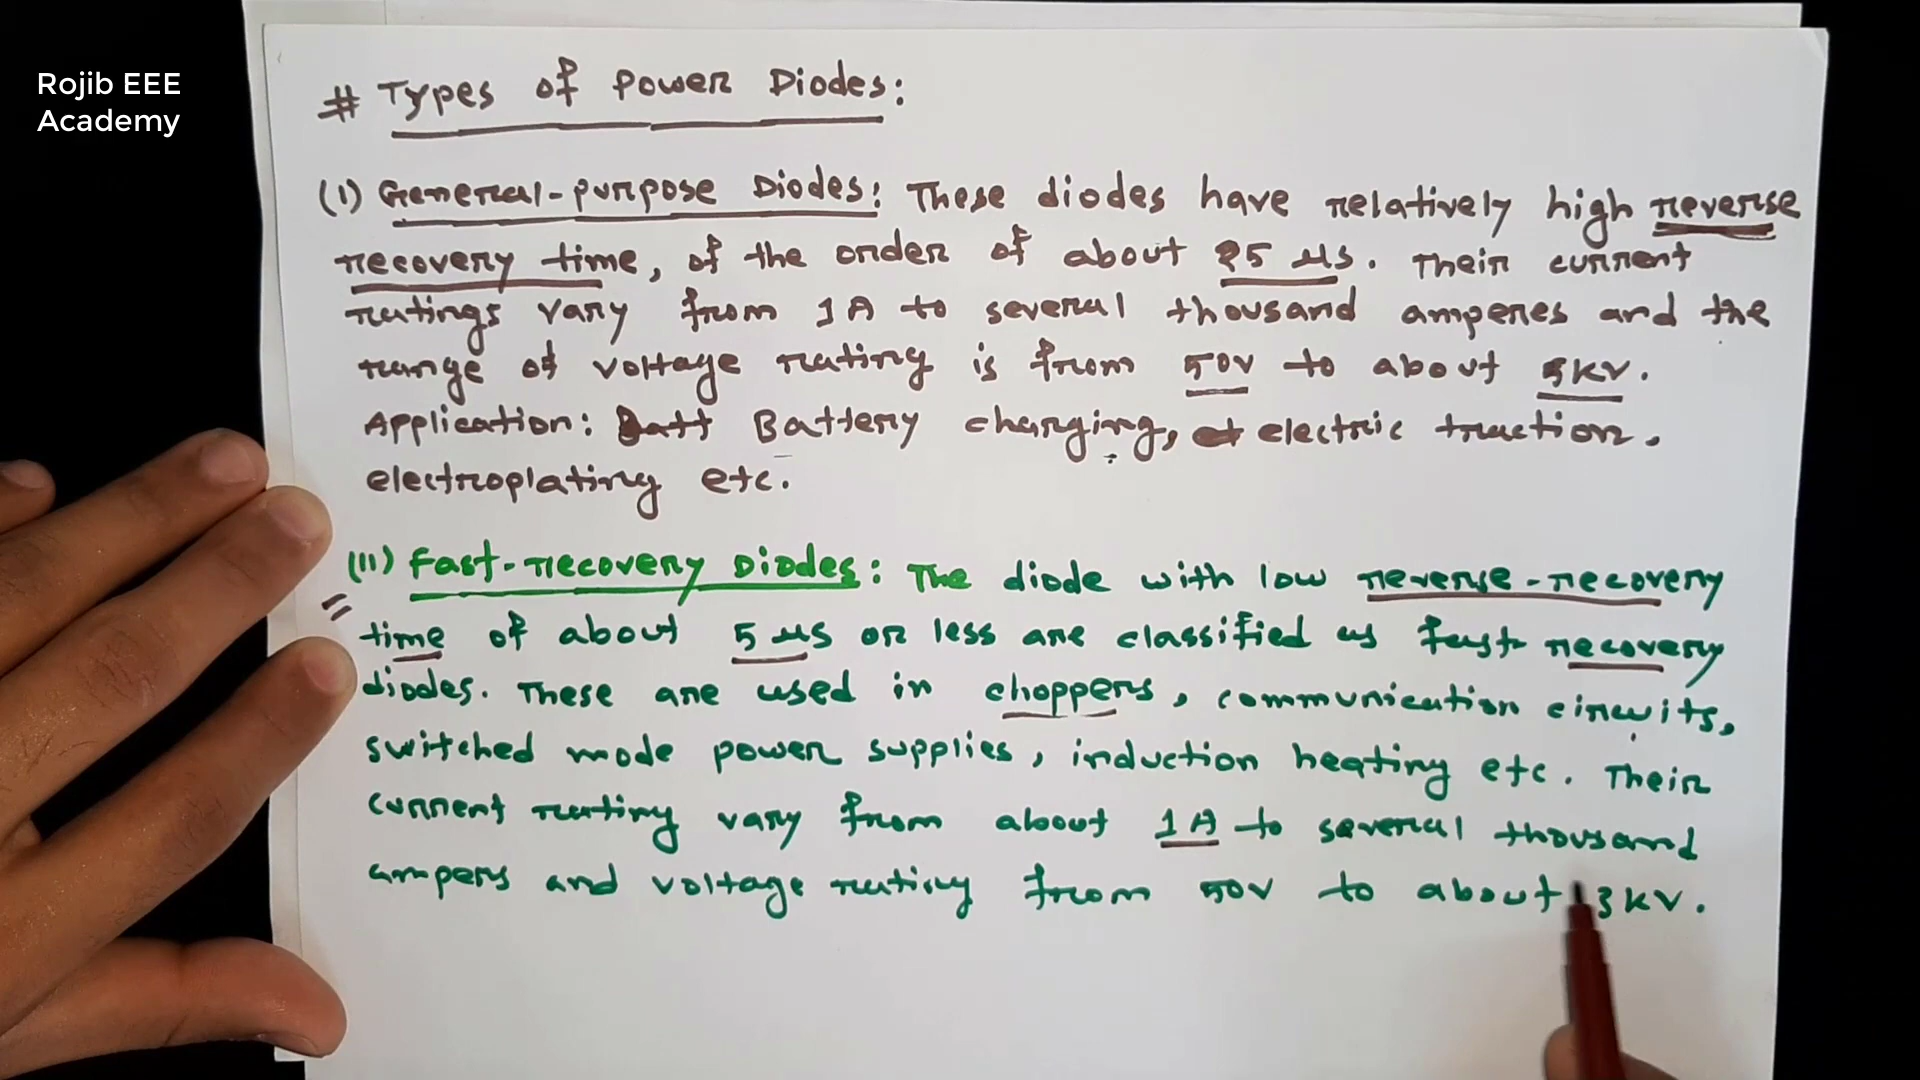 Rojib EEE
Academy
# Types of Power Diodes:
(I) General-purpose Diodes: These diodes have relatively high reverse
recovery time, of the order of about 25 μs. Their current
ratings vary from 1A to several thousand amperes and the
range of voltage rating is from 50V to about 5KV.
Application: Batt Battery charging, et electric traction.
electroplating etc.
(II) Fast-recovery Diodes: The diode with low reverse-recovery
time of about 5 μs or less are classified as fast recovery
diodes. These are used in choppers, communication circuits,
switched mode power supplies, induction heating etc. Their
current rating vary from about 1A to several thousand
ampers and voltage rating from 50V to about 3KV.